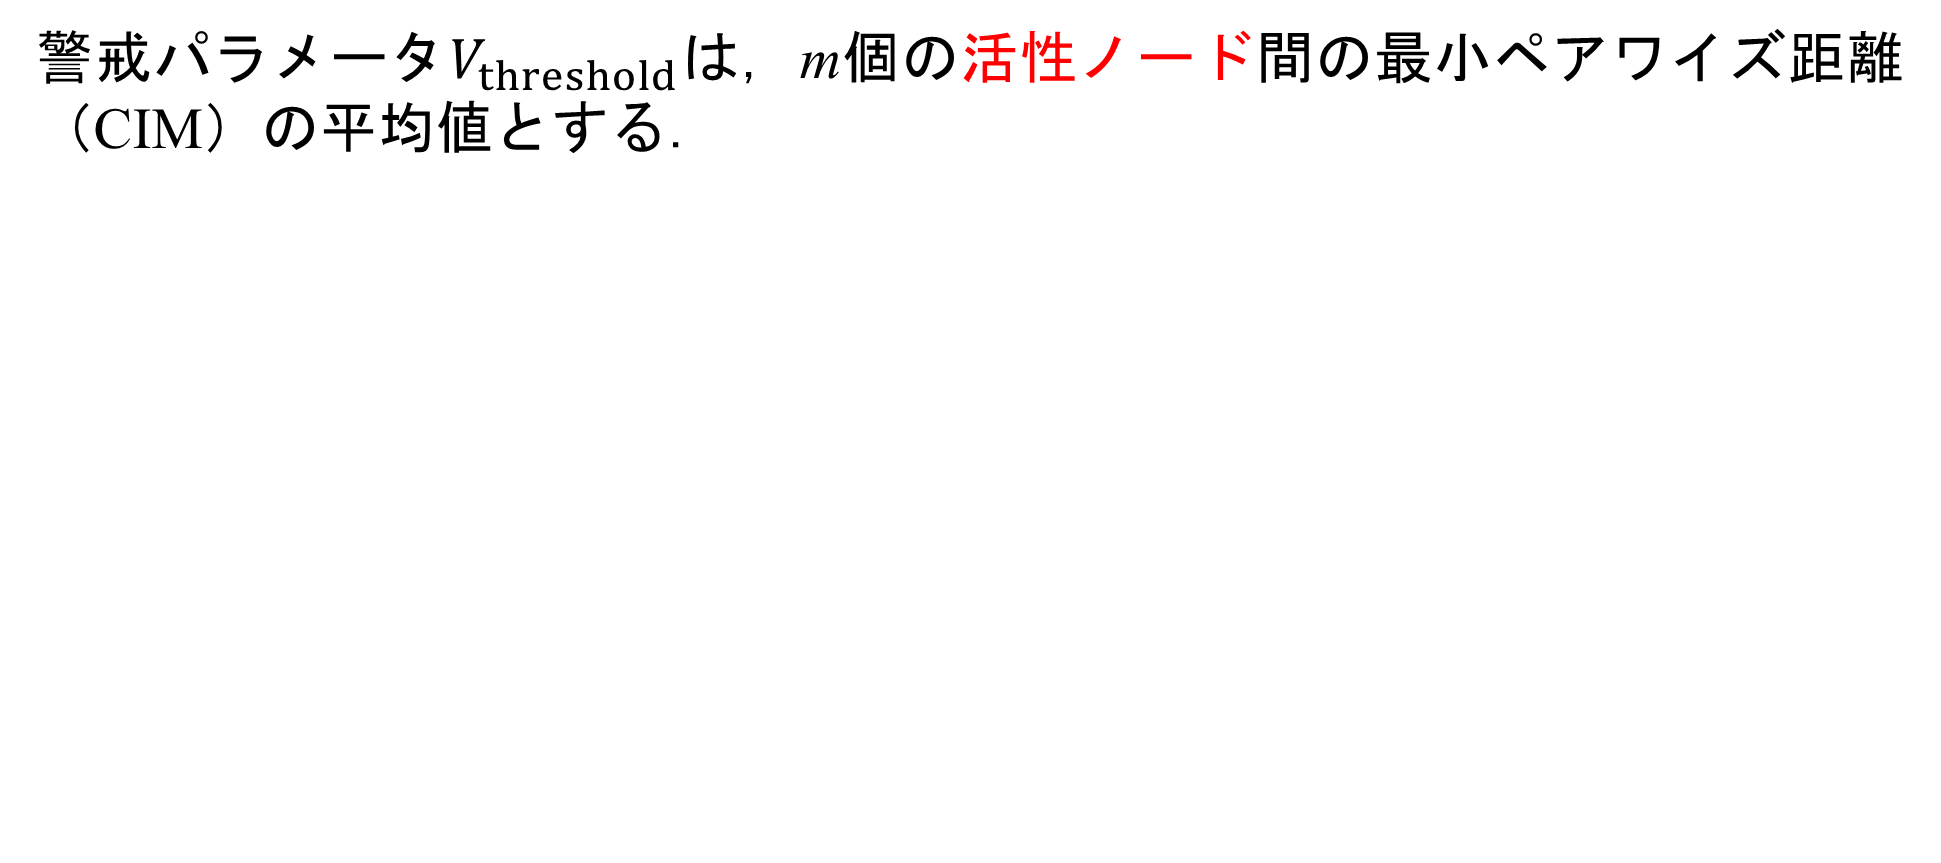 警戒パラメータVthresholdは，m個の活性ノード間の最小ペアワイズ距離
（CIM）の平均値とする.